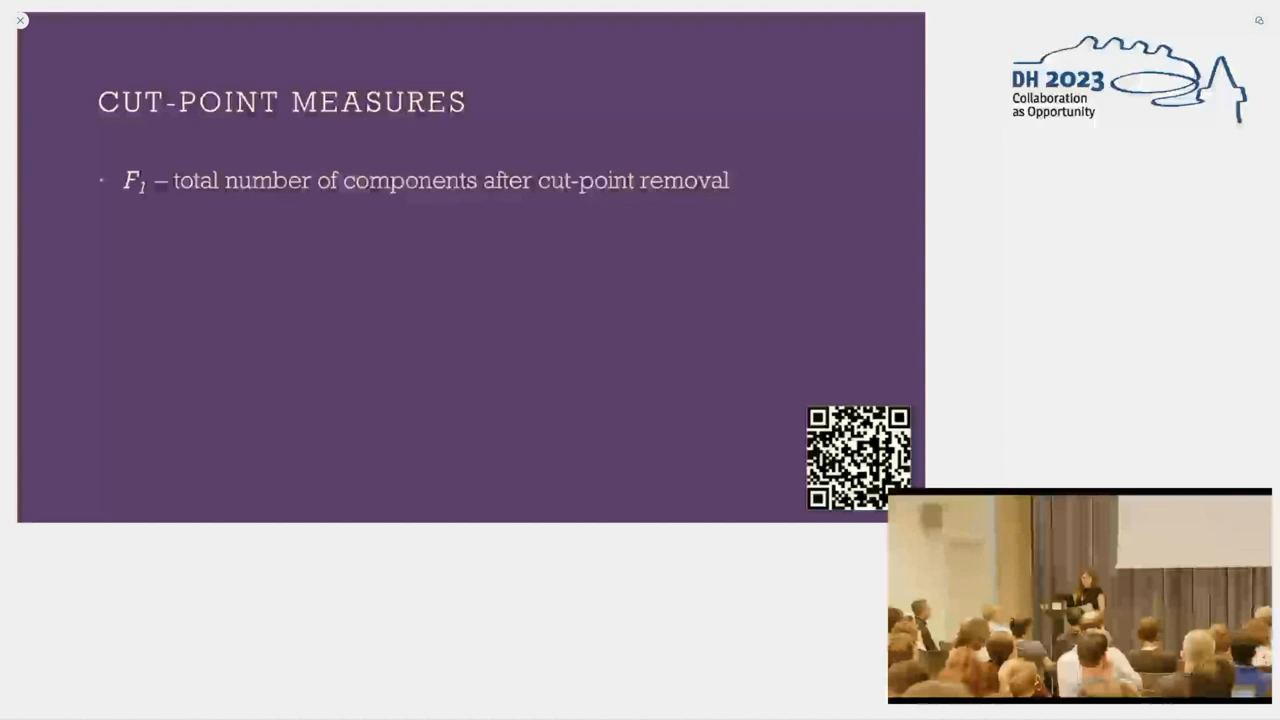 CUT-POINT MEASURES
· F₁ – total number of components after cut-point removal
DH 2023
Collaboration
as Opportunity